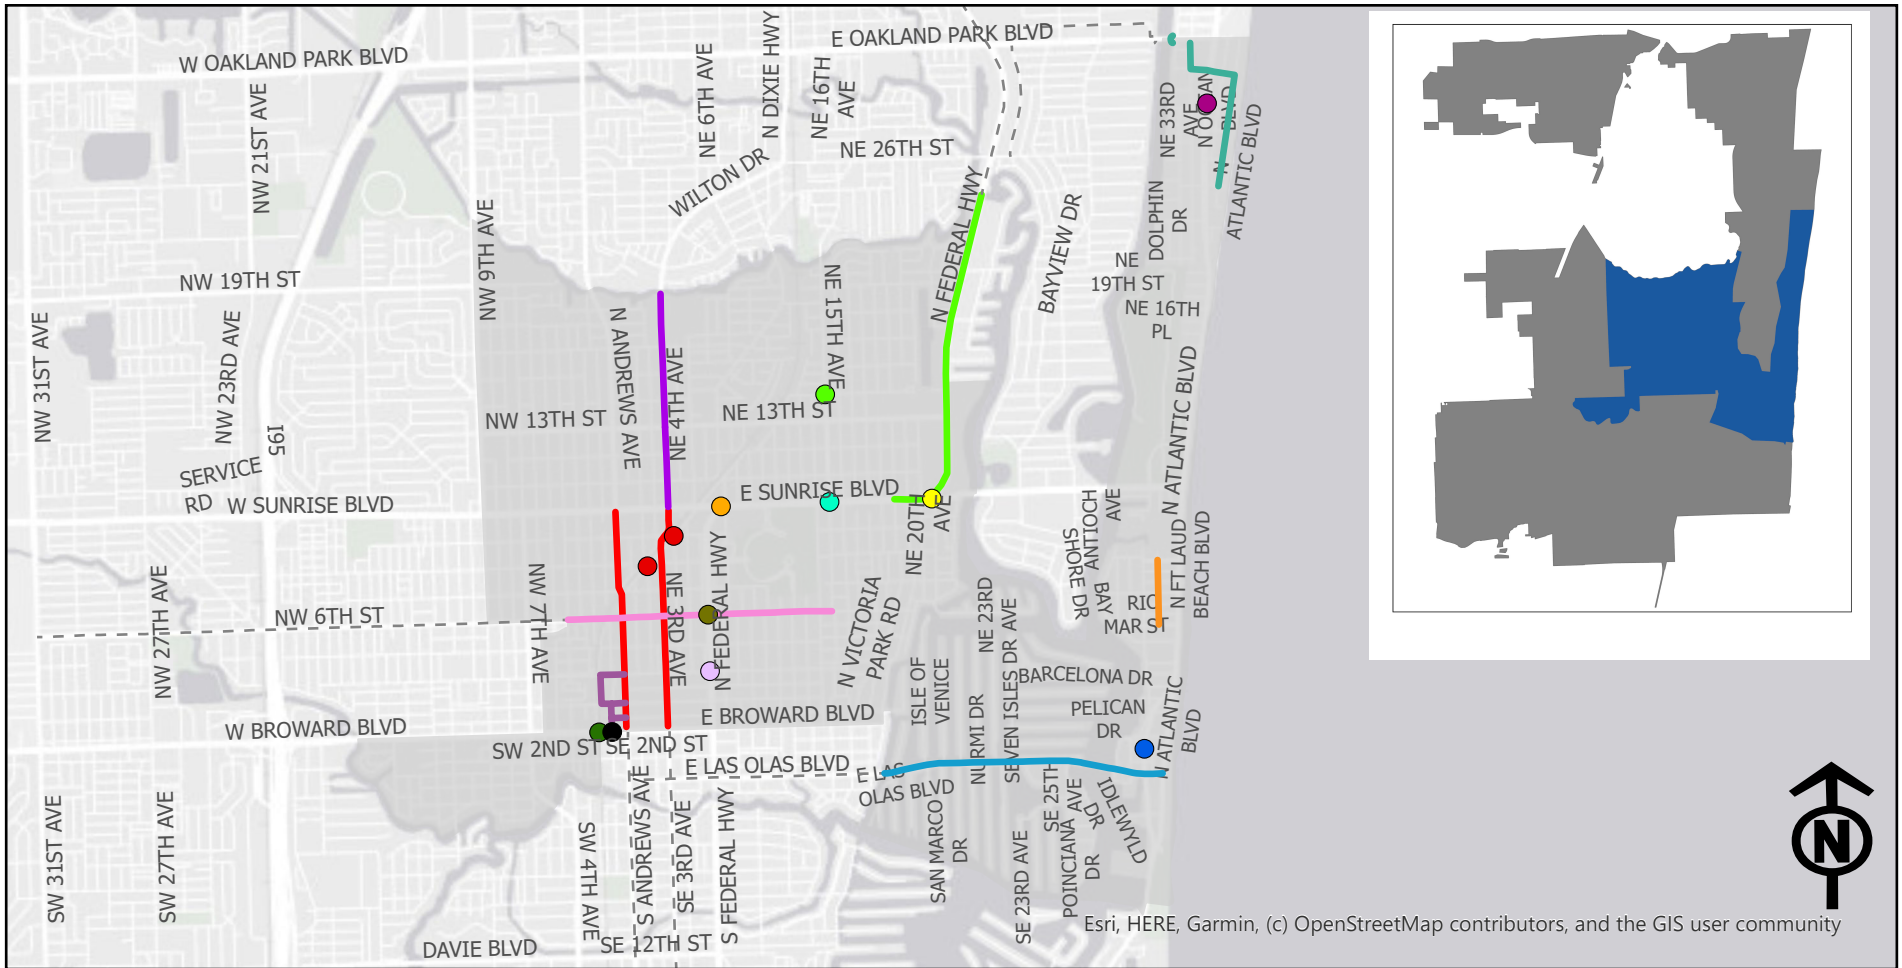 E OAKLAND PARK BLVD
W OAKLAND PARK BLVD
N DIXIE HWY
NE 6TH AVE
NE 16TH
AVE
NW 21ST AVE
NE 33RD
AVE
N OCEAN
BLVD
N
ATLANTIC BLVD
NE 26TH ST
WILTON DR
N FEDERAL HWY
BAYVIEW DR
DOLPHIN
DR
NW 9TH AVE
NE
19TH ST
NE 16TH
PL
NW 19TH ST
NE 15TH AVE
N ANDREWS AVE
NW 31ST AVE
NW 23RD AVE
NE 4TH AVE
N ATLANTIC BLVD
NW 13TH ST
NE 13TH ST
I95
SERVICE
RD
W SUNRISE BLVD
E SUNRISE BLVD
NE 20TH
AVE
ANTIOCH
AVE
SHORE DR
BAY
N FT LAUD
BEACH BLVD
RIO
MAR ST
NW 27TH AVE
NW 6TH ST
NW 7TH AVE
NE 3RD AVE
N FEDERAL HWY
N VICTORIA
PARK RD
NE 23RD
AVE
SEVEN ISLES DR
ISLE OF
VENICE
NURMI DR
BARCELONA DR
PELICAN
DR
N ATLANTIC
BLVD
W BROWARD BLVD
E BROWARD BLVD
SW 2ND ST
SE 2ND ST
E LAS OLAS BLVD
E LAS
OLAS BLVD
SW 31ST AVE
SW 27TH AVE
SW 4TH AVE
S ANDREWS AVE
SE 3RD AVE
S FEDERAL HWY
SAN MARCO
DR
SE 23RD AVE
SE 25TH
AVE
POINCIANA
DR
IDLEWYLD
DR
DAVIE BLVD
SE 12TH ST
N
Esri, HERE, Garmin, (c) OpenStreetMap contributors, and the GIS user community